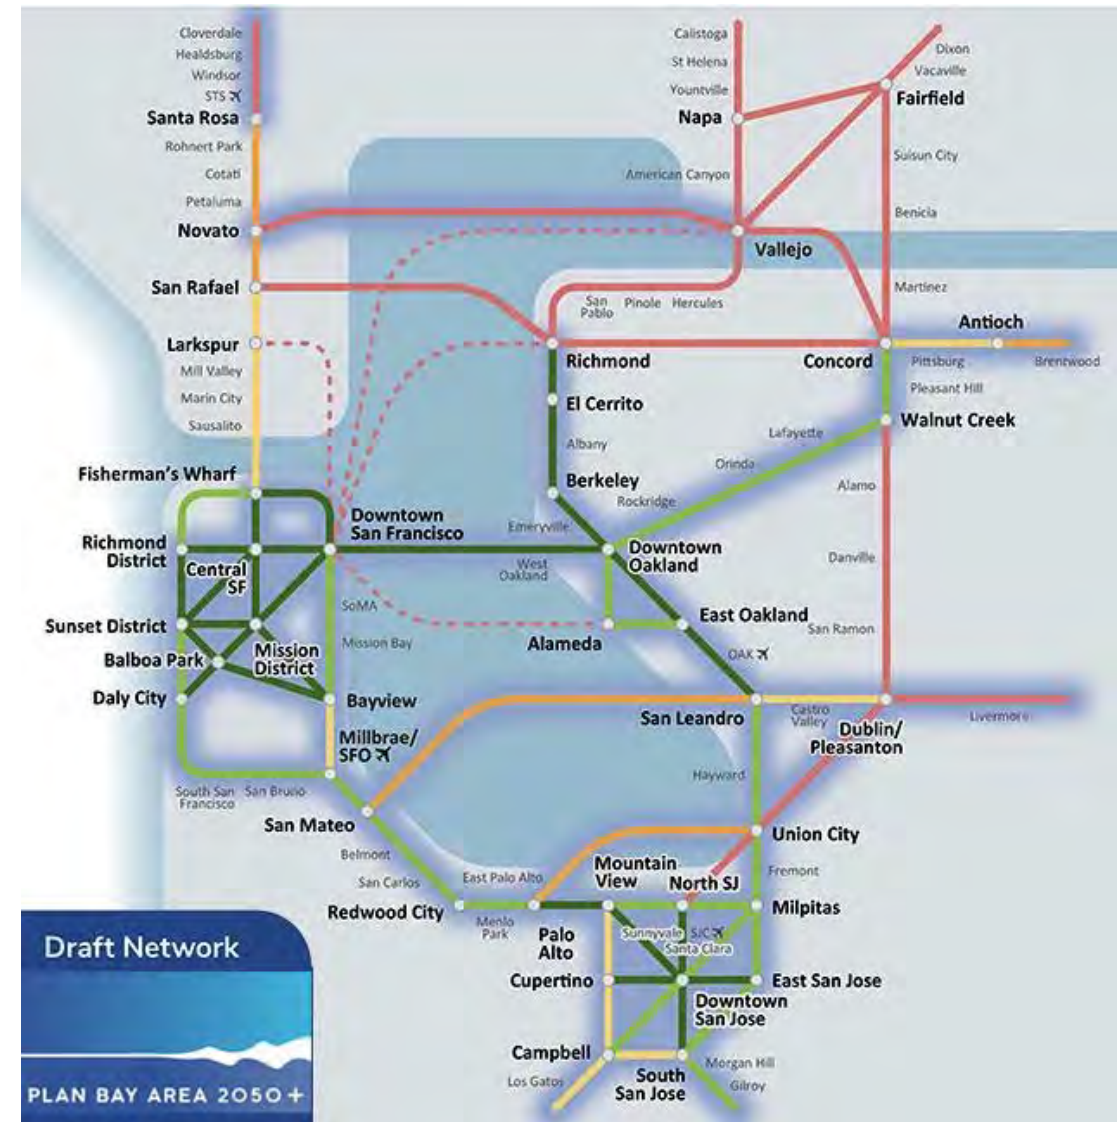 Cloverdale
Healdsburg
Windsor
STS
Santa Rosa
Rohnert Park
Cotati
Petaluma
Novato
San Rafael
Larkspur
Mill Valley
Marin City
Sausalito
Fisherman's Wharf
Calistoga
St Helena
Yountville
Napa
American Canyon
Vallejo
Dixon
Vacaville
Fairfield
Suisun City
Benicia
Martinez
San
Pablo
Pinole
Hercules
Richmond
Concord
Antioch
Pittsburg
Brentwood
Pleasant Hill
El Cerrito
Albany
Berkeley
Lafayette
Orinda
Rockridge
Walnut Creek
Alamo
Danville
San Ramon
Richmond
District
Central
SF
Downtown
San Francisco
Emeryville
West
Oakland
Downtown
Oakland
Sunset District
SoMA
Mission Bay
Mission
District
Balboa Park
Daly City
Bayview
Alameda
East Oakland
OAK
San Leandro
Castro
Valley
Dublin/
Pleasanton
Livermore
Millbrae/
SFO
South San
Francisco
San Bruno
San Mateo
Hayward
Union City
Belmont
San Carlos
East Palo Alto
Mountain
View
North SJ
Fremont
Redwood City
Menlo
Park
Palo
Alto
Sunnyvale
SJC
Santa Clara
Milpitas
Cupertino
East San Jose
Downtown
San Jose
Campbell
Los Gatos
South
San Jose
Morgan Hill
Gilroy
Draft Network
PLAN BAY AREA 2050+